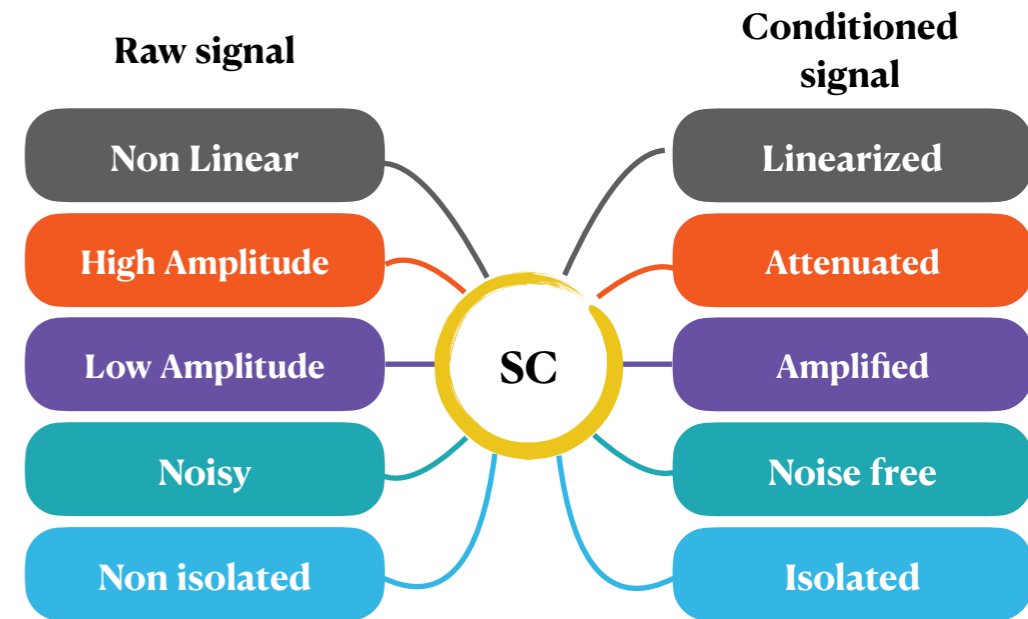 Raw signal
Conditioned
signal
Non Linear
Linearized
High Amplitude
Attenuated
Low Amplitude
SC
Amplified
Noisy
Noise free
Non isolated
Isolated